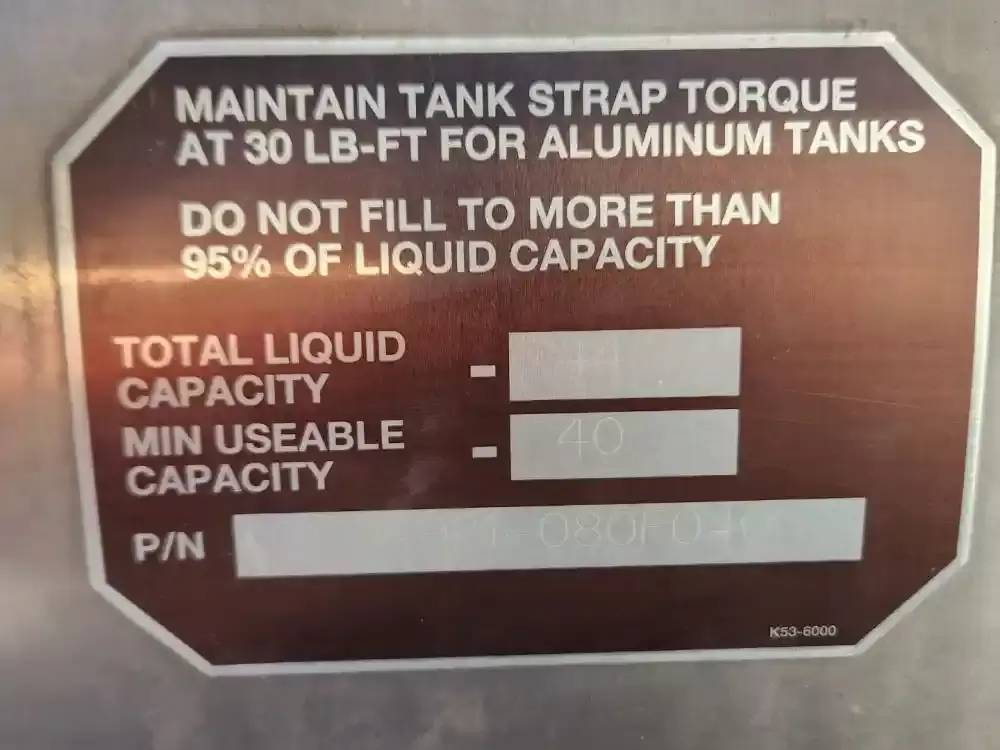 MAINTAIN TANK STRAP TORQUE
AT 30 LB-FT FOR ALUMINUM TANKS
DO NOT FILL TO MORE THAN
95% OF LIQUID CAPACITY
TOTAL LIQUID
CAPACITY -
MIN USEABLE
CAPACITY - 40
P/N
K53-6000